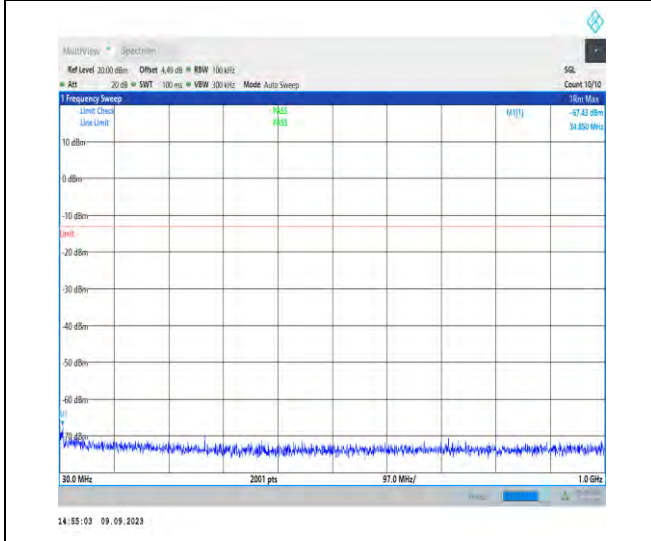 MultiView Spectrum
Ref Level 20.00 dBm Offset 4.49 dB RBW 100 kHz SGL
Att 20 dB SWT 100 ms VBW 300 kHz Mode Auto Sweep Count 10/10
1 Frequency Sweep 1Rm Max
Limit Check PASS M1[1] -67.43 dBm
Line Limit PASS 34.850 MHz
10 dBm
0 dBm
-10 dBm
Limit
-20 dBm
-30 dBm
-40 dBm
-50 dBm
-60 dBm
M1
-70 dBm
30.0 MHz 2001 pts 97.0 MHz/ 1.0 GHz
14:55:03 09.09.2023